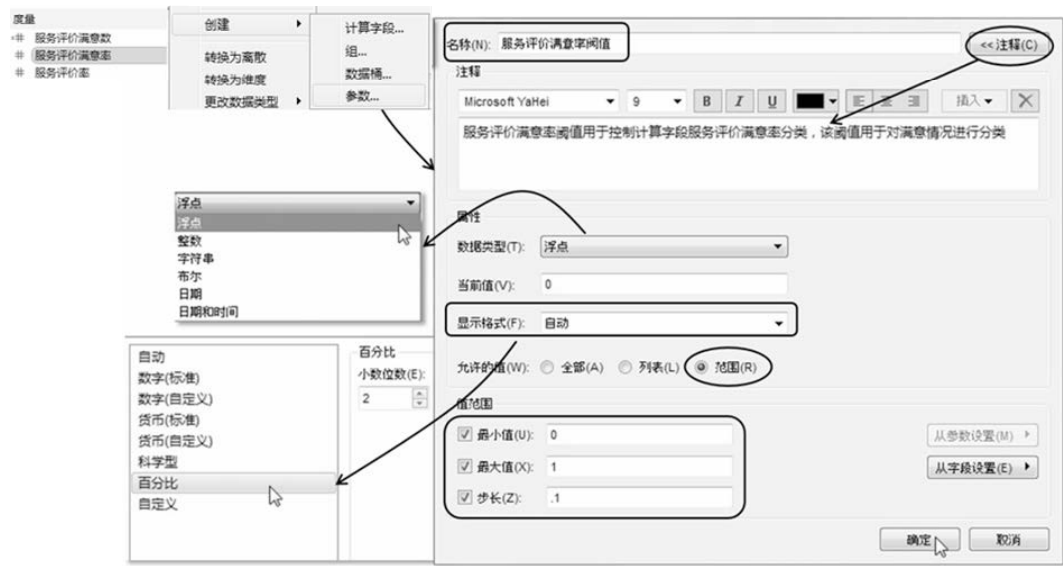 度量
服务评价满意数
服务评价满意率
服务评价率
创建
转换为离散
转换为维度
更改数据类型
计算字段...
组...
数据桶...
参数...
名称(N): 服务评价满意率阀值
<<注释(C)
注释
Microsoft YaHei 9 B I U 插入
服务评价满意率阈值用于控制计算字段服务评价满意率分类，该阈值用于对满意情况进行分类
浮点
浮点
整数
字符串
布尔
日期
日期和时间
属性
数据类型(T): 浮点
当前值(V): 0
显示格式(F): 自动
允许的值(W): 全部(A) 列表(L) 范围(R)
值范围
最小值(U): 0
最大值(X): 1
步长(Z): .1
从参数设置(M)
从字段设置(E)
确定 取消
自动
数字(标准)
数字(自定义)
货币(标准)
货币(自定义)
科学型
百分比
自定义
百分比
小数位数(E):
2